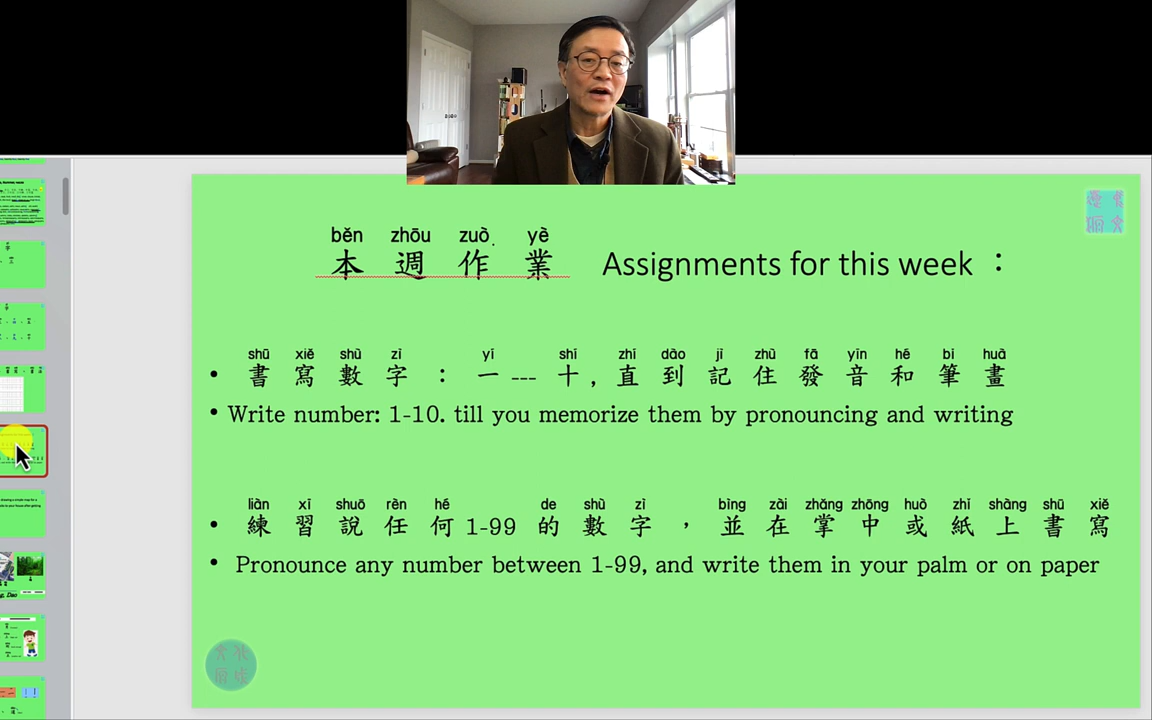 běn zhōu zuò yè
本週作業 Assignments for this week：
shū xiě shù zì yī shí zhí dào jī zhù fā yīn hé bǐ huà
• 書寫數字：一 --- 十, 直到記住發音和筆畫
• Write number: 1-10. till you memorize them by pronouncing and writing
liàn xí shuō rèn hé de shù zì bìng zài zhǎng zhōng huò zhǐ shàng shū xiě
• 練習說任何 1-99 的數字，並在掌中或紙上書寫
• Pronounce any number between 1-99, and write them in your palm or on paper